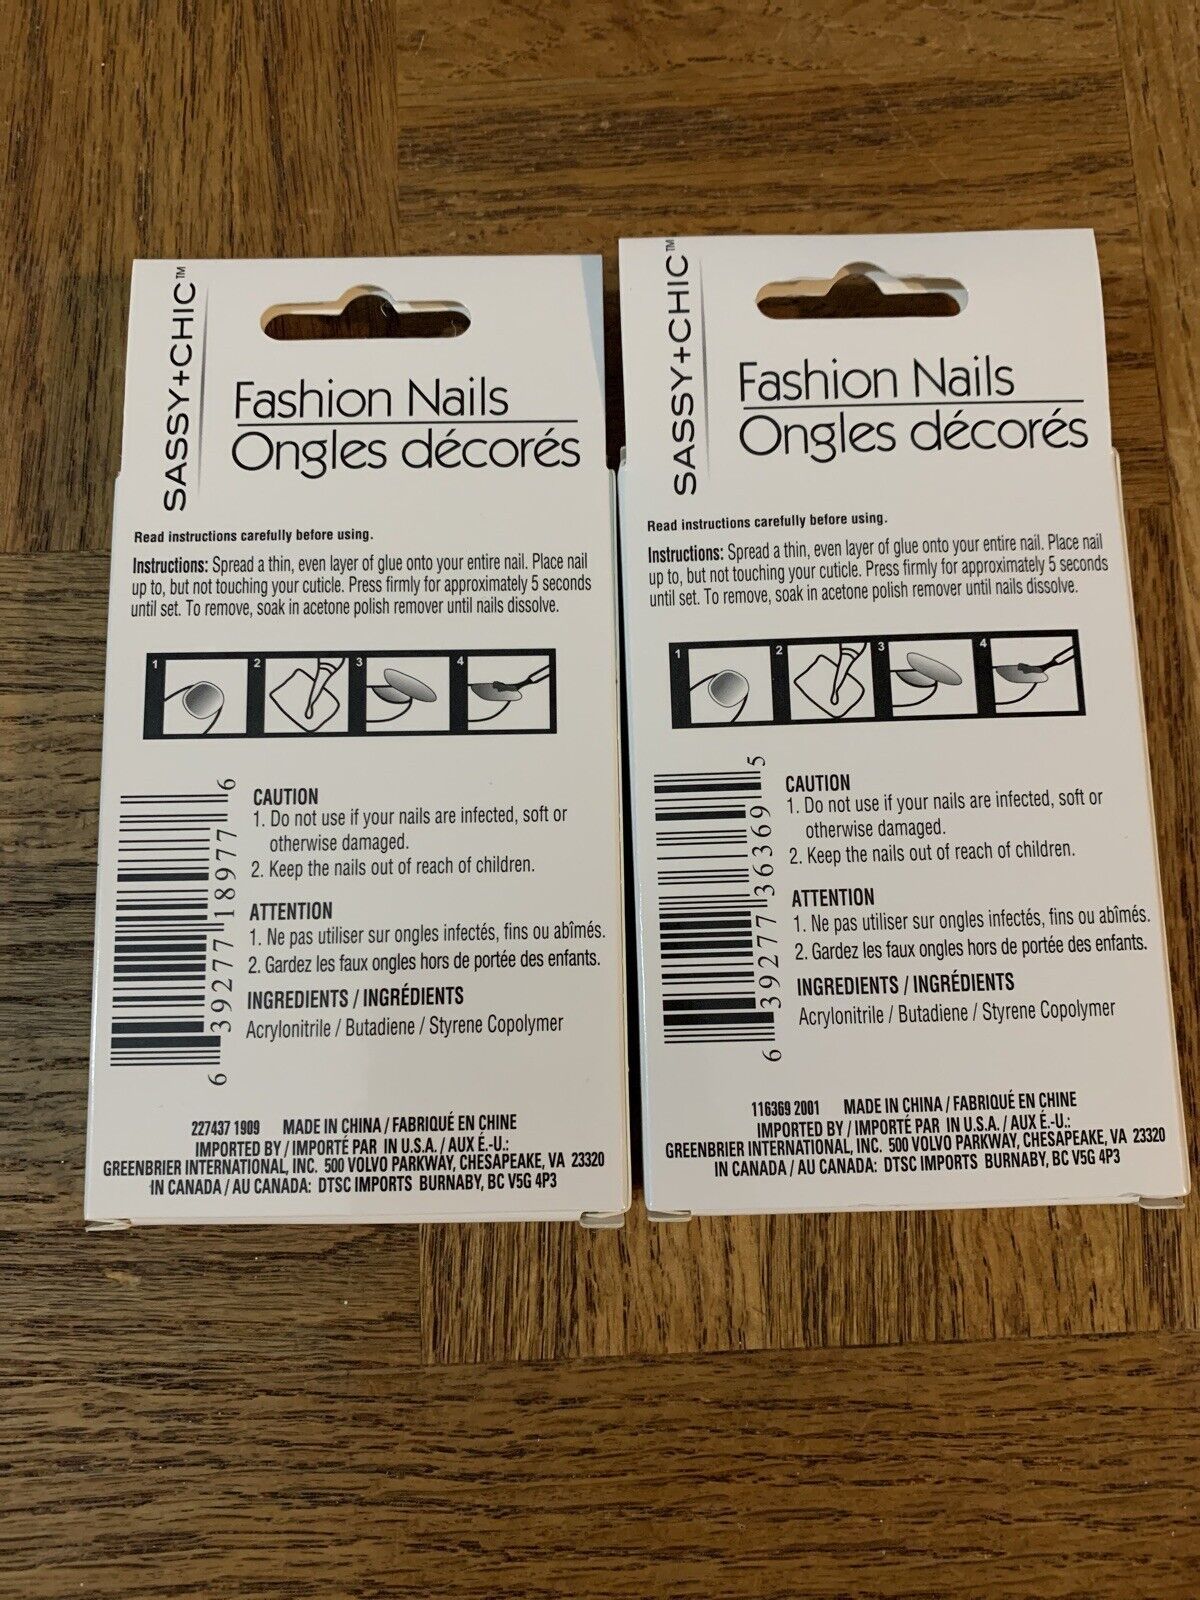 SASSY+CHIC™
Fashion Nails
Ongles décorés
Read instructions carefully before using.
Instructions: Spread a thin, even layer of glue onto your entire nail. Place nail
up to, but not touching your cuticle. Press firmly for approximately 5 seconds
until set. To remove, soak in acetone polish remover until nails dissolve.
1 2 3 4
6 39277 18977 6
CAUTION
1. Do not use if your nails are infected, soft or
otherwise damaged.
2. Keep the nails out of reach of children.
ATTENTION
1. Ne pas utiliser sur ongles infectés, fins ou abîmés.
2. Gardez les faux ongles hors de portée des enfants.
INGREDIENTS / INGRÉDIENTS
Acrylonitrile / Butadiene / Styrene Copolymer
227437 1909 MADE IN CHINA / FABRIQUÉ EN CHINE
IMPORTED BY / IMPORTÉ PAR IN U.S.A. / AUX É.-U.:
GREENBRIER INTERNATIONAL, INC. 500 VOLVO PARKWAY, CHESAPEAKE, VA 23320
IN CANADA / AU CANADA: DTSC IMPORTS BURNABY, BC V5G 4P3
SASSY+CHIC™
Fashion Nails
Ongles décorés
Read instructions carefully before using.
Instructions: Spread a thin, even layer of glue onto your entire nail. Place nail
up to, but not touching your cuticle. Press firmly for approximately 5 seconds
until set. To remove, soak in acetone polish remover until nails dissolve.
1 2 3 4
6 39277 36369 5
CAUTION
1. Do not use if your nails are infected, soft or
otherwise damaged.
2. Keep the nails out of reach of children.
ATTENTION
1. Ne pas utiliser sur ongles infectés, fins ou abîmés.
2. Gardez les faux ongles hors de portée des enfants.
INGREDIENTS / INGRÉDIENTS
Acrylonitrile / Butadiene / Styrene Copolymer
116369 2001 MADE IN CHINA / FABRIQUÉ EN CHINE
IMPORTED BY / IMPORTÉ PAR IN U.S.A. / AUX É.-U.:
GREENBRIER INTERNATIONAL, INC. 500 VOLVO PARKWAY, CHESAPEAKE, VA 23320
IN CANADA / AU CANADA: DTSC IMPORTS BURNABY, BC V5G 4P3